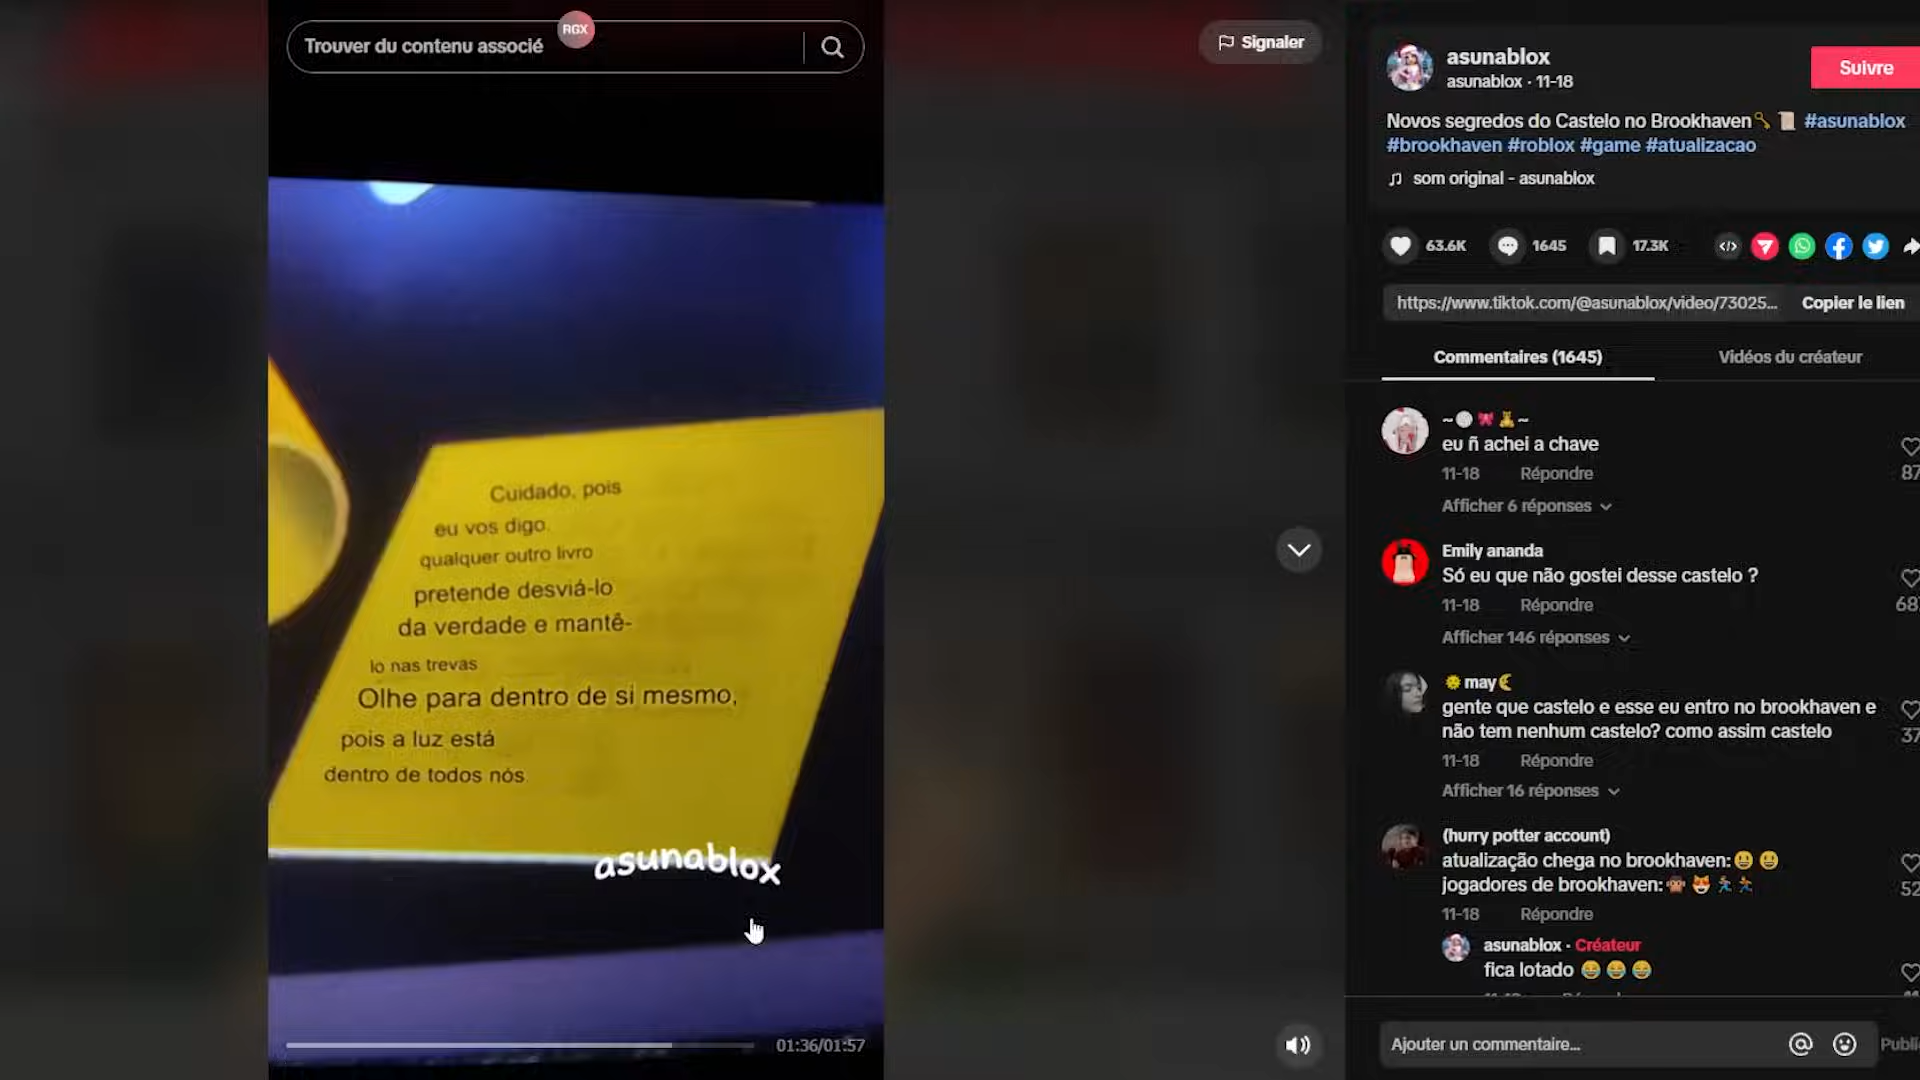 Trouver du contenu associé
RGX
Signaler
Cuidado, pois
eu vos digo.
qualquer outro livro
pretende desviá-lo
da verdade e mantê-
lo nas trevas
Olhe para dentro de si mesmo,
pois a luz está
dentro de todos nós.
asunablox
01:36/01:57
asunablox
asunablox · 11-18
Suivre
Novos segredos do Castelo no Brookhaven🗝️📜 #asunablox
#brookhaven #roblox #game #atualizacao
som original - asunablox
63.6K
1645
17.3K
https://www.tiktok.com/@asunablox/video/73025...
Copier le lien
Commentaires (1645)
Vidéos du créateur
~⚪🎀🧸~
eu ñ achei a chave
11-18 Répondre
87
Afficher 6 réponses
Emily ananda
Só eu que não gostei desse castelo ?
11-18 Répondre
Afficher 146 réponses
🌞may🌜
gente que castelo e esse eu entro no brookhaven e
não tem nenhum castelo? como assim castelo
11-18 Répondre
Afficher 16 réponses
(hurry potter account)
atualização chega no brookhaven:😃😃
jogadores de brookhaven:🙉😻🏃🏃
11-18 Répondre
asunablox · Créateur
fica lotado 😂😂😂
Ajouter un commentaire...